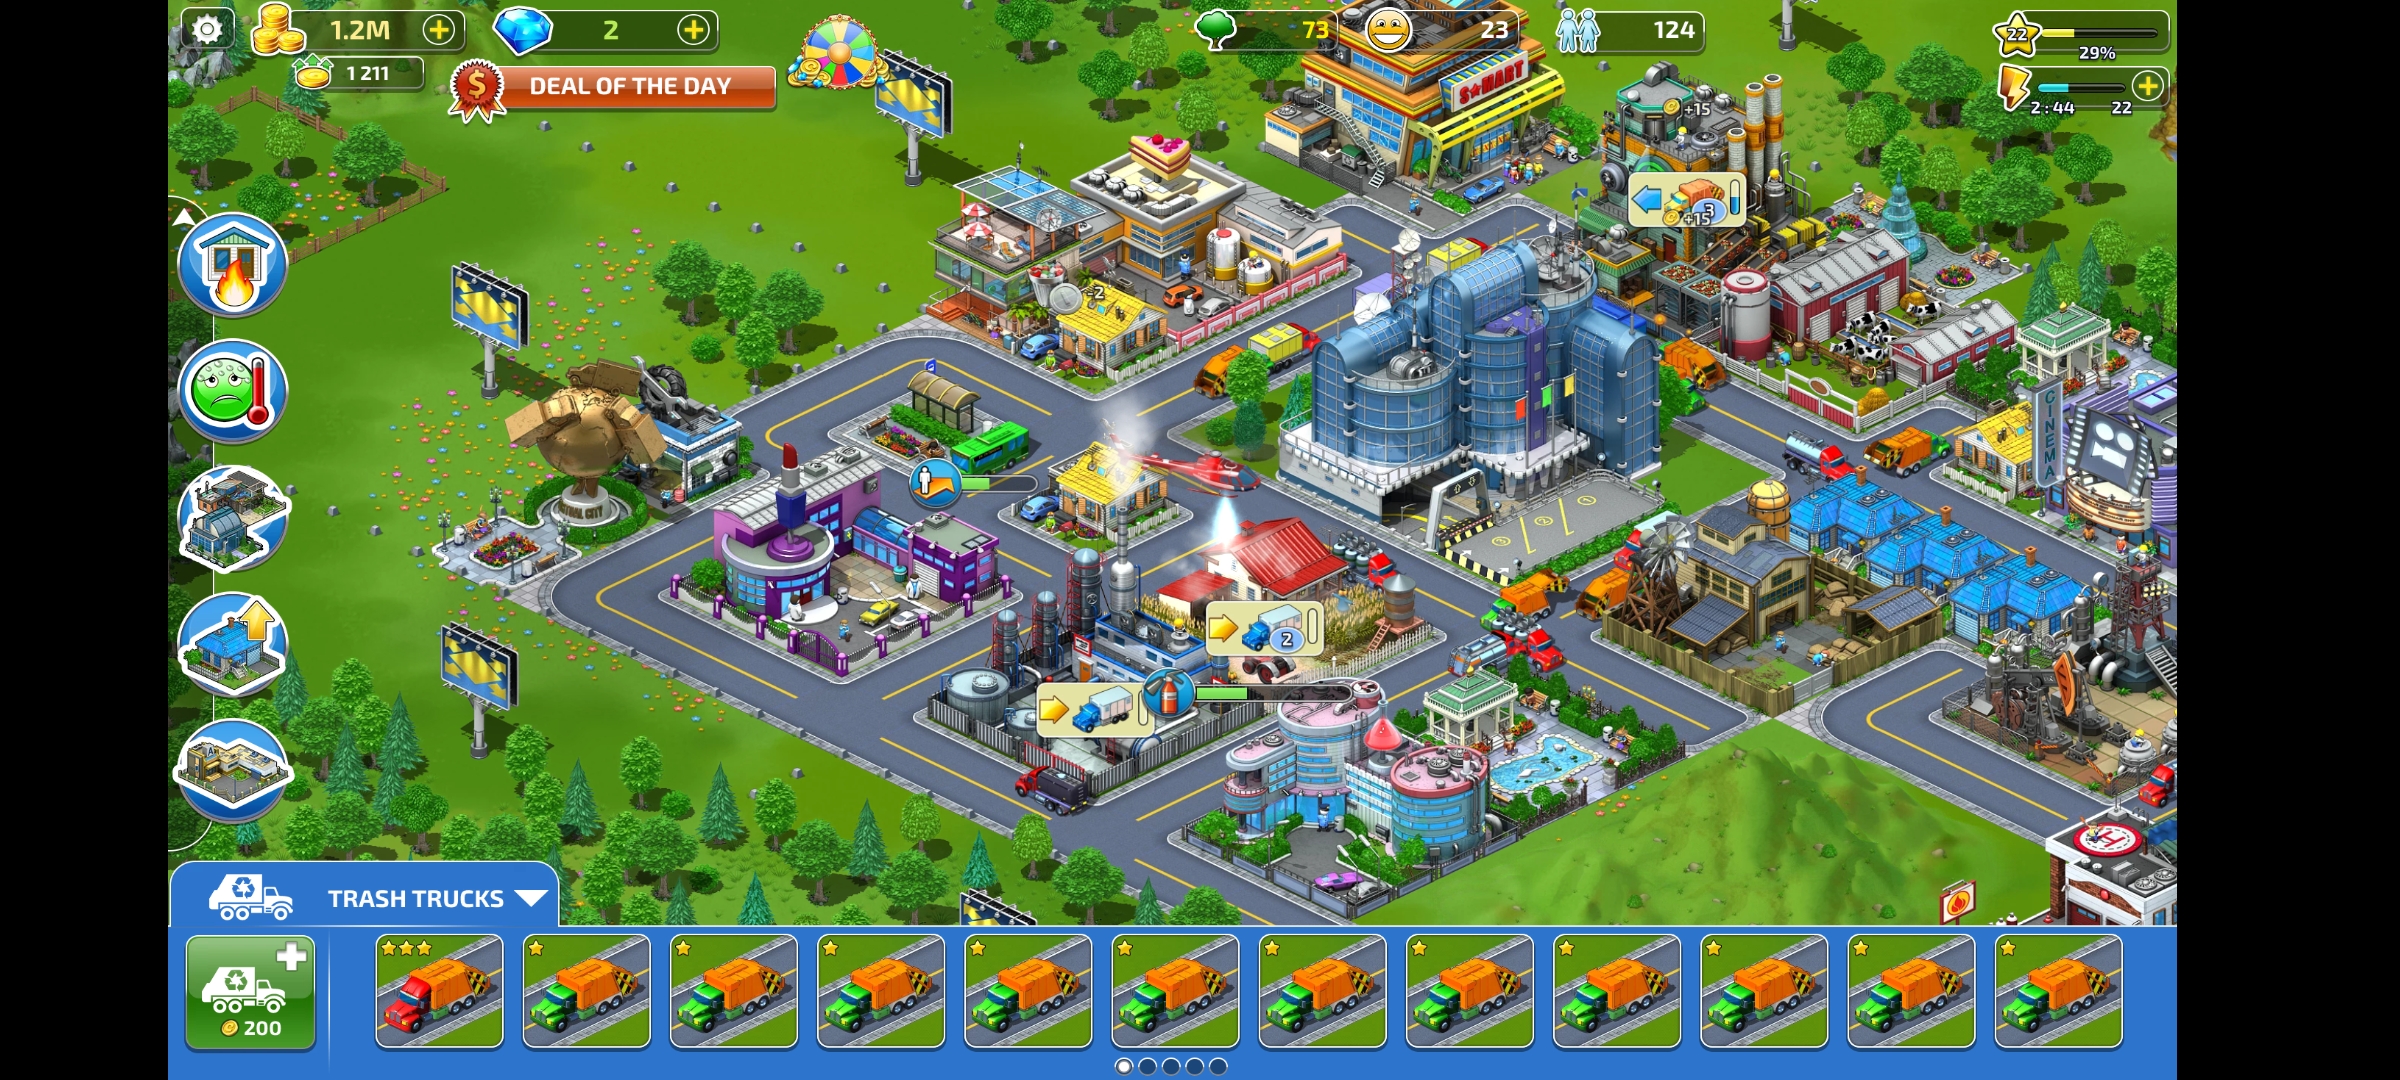 1.2M
2
73
23
124
22
29%
1 211
DEAL OF THE DAY
2:44
22
S★MART
+15
3
+15
+2
CINEMA
CITY
2
H
TRASH TRUCKS
200